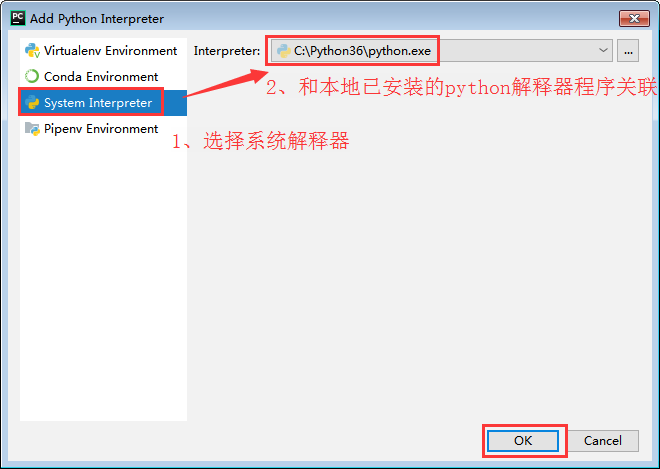 PC Add Python Interpreter
Virtualenv Environment
Interpreter: C:\Python36\python.exe ...
Conda Environment
2、和本地已安装的python解释器程序关联
System Interpreter
Pipenv Environment
1、选择系统解释器
OK Cancel